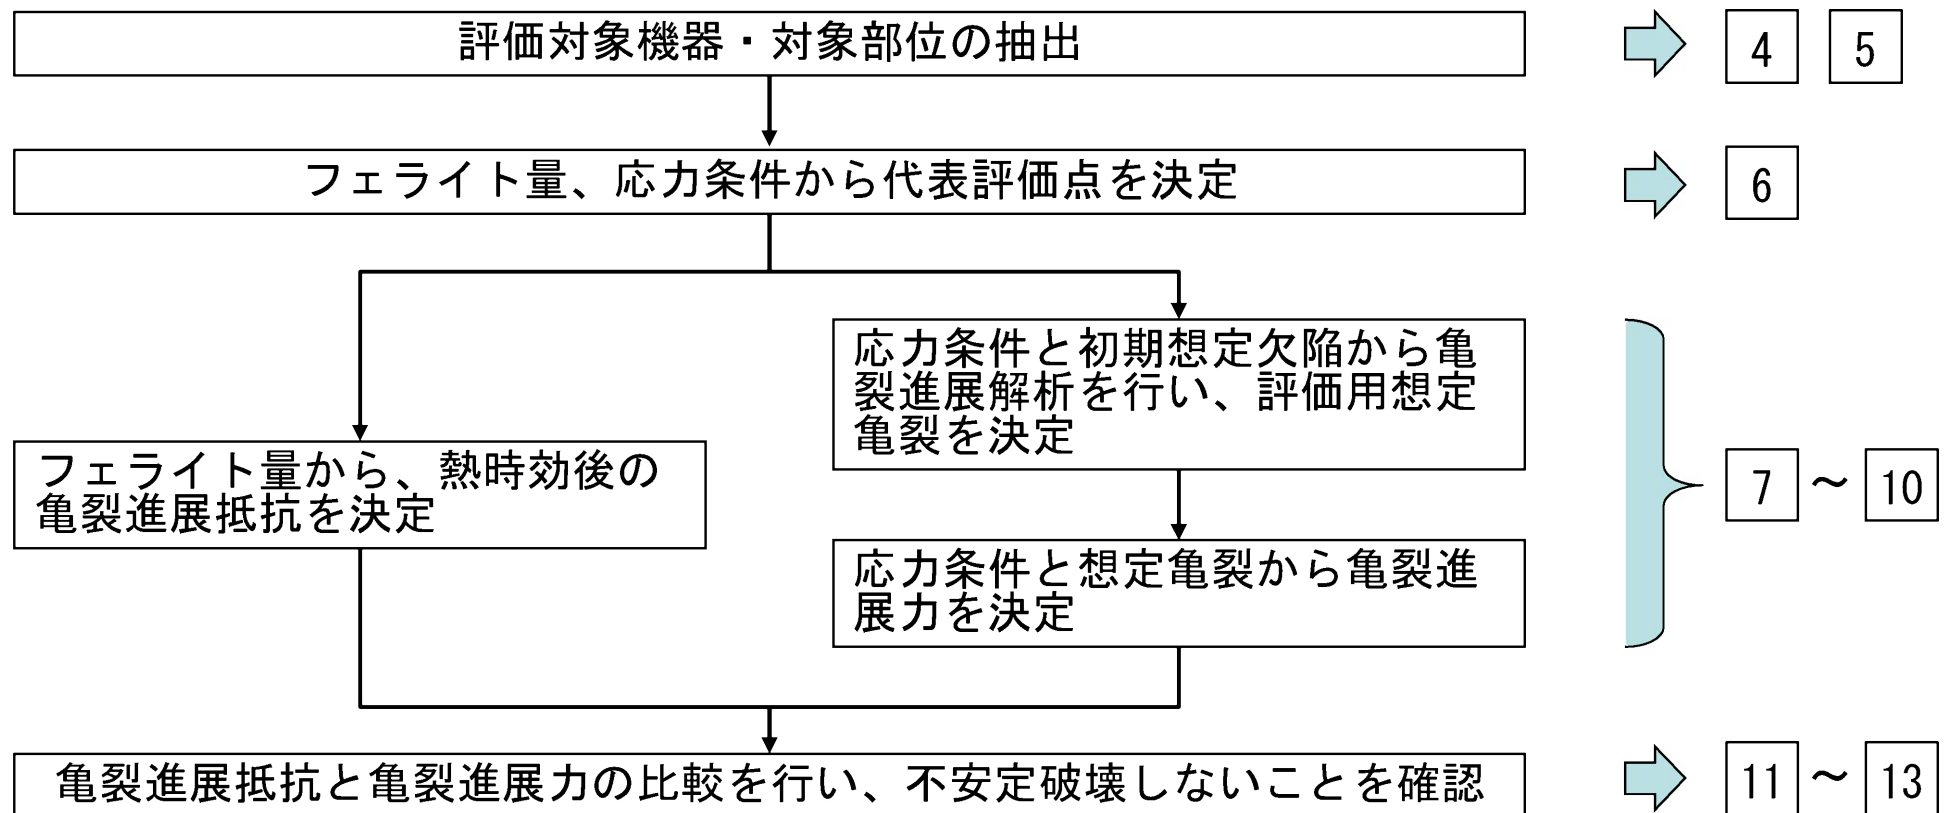 評価対象機器・対象部位の抽出
4 5
フェライト量、応力条件から代表評価点を決定
6
応力条件と初期想定欠陥から亀
裂進展解析を行い、評価用想定
亀裂を決定
フェライト量から、熱時効後の
亀裂進展抵抗を決定
7 ～ 10
応力条件と想定亀裂から亀裂進
展力を決定
亀裂進展抵抗と亀裂進展力の比較を行い、不安定破壊しないことを確認
11 ～ 13